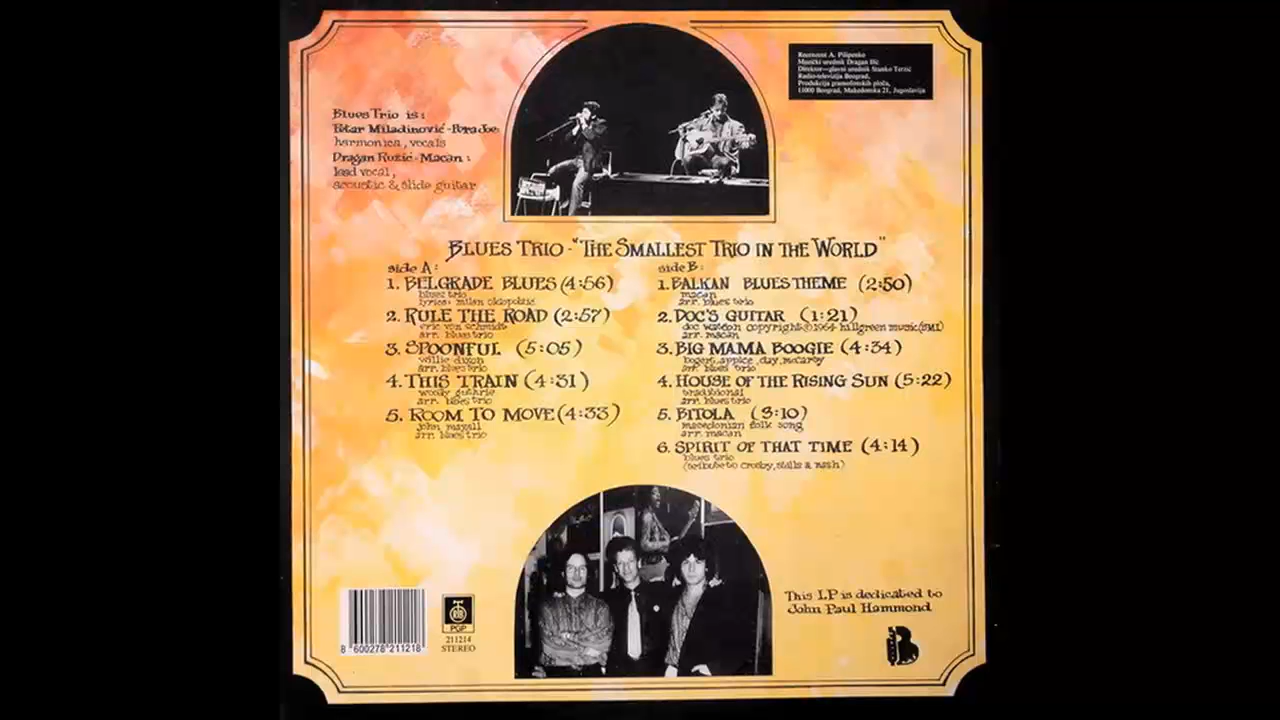 Recenzent A. Pilipenko
Muzički urednik Dragan Ilić
Direktor—glavni urednik Stanko Terzić
Radio-televizija Beograd,
Produkcija gramofonskih ploča,
11000 Beograd, Makedonska 21, Jugoslavija
Blues Trio is:
Petar Miladinović - Pera Joe:
harmonica, vocals
Dragan Ružić - Macan:
lead vocal,
acoustic & slide guitar
BLUES TRIO - "THE SMALLEST TRIO IN THE WORLD"
side A:
1. BELGRADE BLUES (4:56)
blues trio
lyrics: milan
2. RULE THE ROAD (2:57)
eric von schmidt
arr. blues trio
3. SPOONFUL (5:05)
willie dixon
arr. blues trio
4. THIS TRAIN (4:31)
woody guthrie
arr. blues trio
5. ROOM TO MOVE (4:33)
john mayall
arr. blues trio
side B:
1. BALKAN BLUES THEME (2:50)
macan
arr. blues trio
2. DOC'S GUITAR (1:21)
doc watson copyright © 1964 hillgreen music (BMI)
arr. macan
3. BIG MAMA BOOGIE (4:34)
bogert, appice, day, mccarty
arr. blues trio
4. HOUSE OF THE RISING SUN (5:22)
traditional
arr. blues trio
5. BITOLA (3:10)
macedonian folk song
arr. macan
6. SPIRIT OF THAT TIME (4:14)
blues trio
(tribute to crosby, stills & nash)
This LP is dedicated to
John Paul Hammond
B
8 600278 211218
RTB
PGP
211214
STEREO